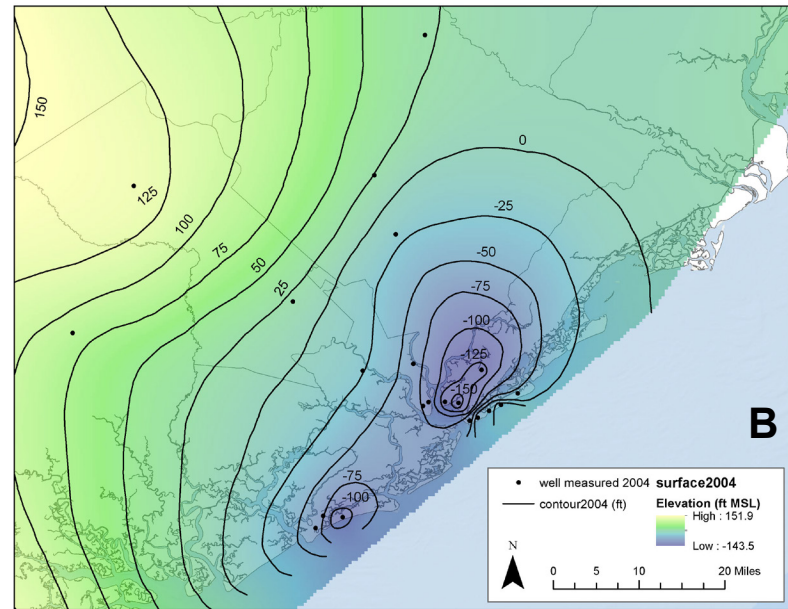 150
125
100
75
50
25
0
-25
-50
-75
-100
-125
-150
-75
-100
B
well measured 2004
contour2004 (ft)
surface2004
Elevation (ft MSL)
High : 151.9
Low : -143.5
N
0 5 10 20 Miles